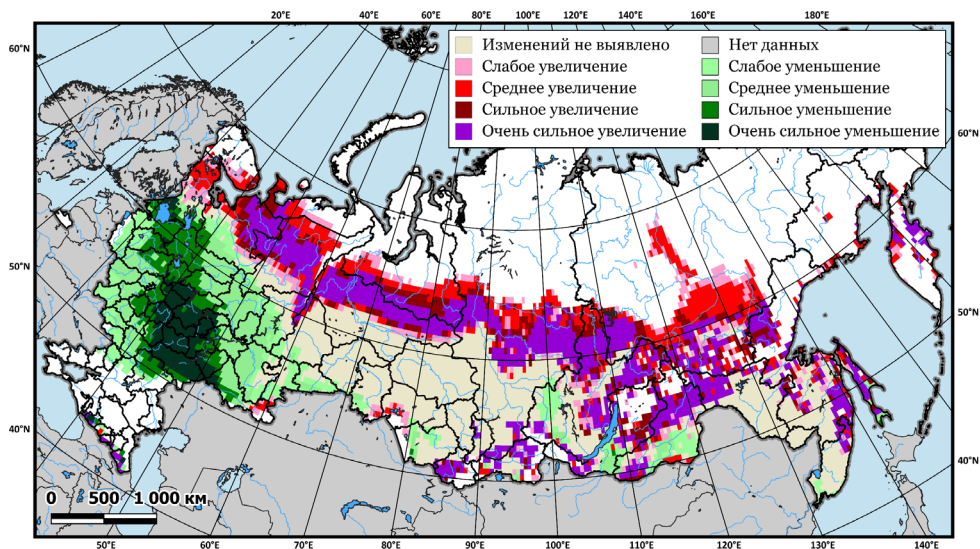 20°E 40°E 60°E 80°E 100°E 120°E 140°E 160°E 180°E
60°N
Изменений не выявлено
Слабое увеличение
Среднее увеличение
Сильное увеличение
Очень сильное увеличение
Нет данных
Слабое уменьшение
Среднее уменьшение
Сильное уменьшение
Очень сильное уменьшение
60°N
50°N
50°N
40°N
40°N
0 500 1 000 км
50°E 60°E 70°E 80°E 90°E 100°E 110°E 120°E 130°E 140°E